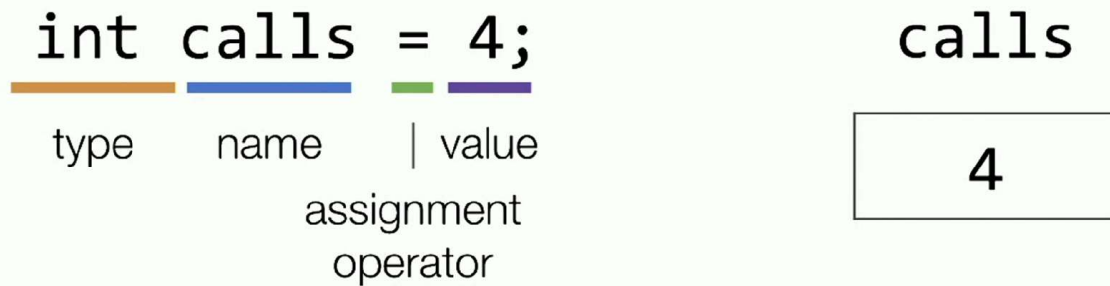 int calls = 4;
type name | value
assignment
operator
calls
4